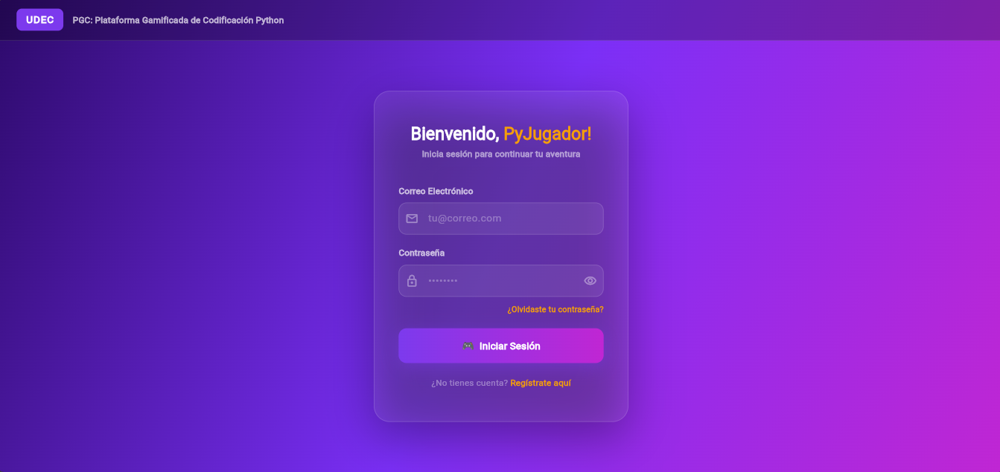 UDEC PGC: Plataforma Gamificada de Codificación Python
Bienvenido, PyJugador!
Inicia sesión para continuar tu aventura
Correo Electrónico
tu@correo.com
Contraseña
••••••••
¿Olvidaste tu contraseña?
🎮 Iniciar Sesión
¿No tienes cuenta? Regístrate aquí